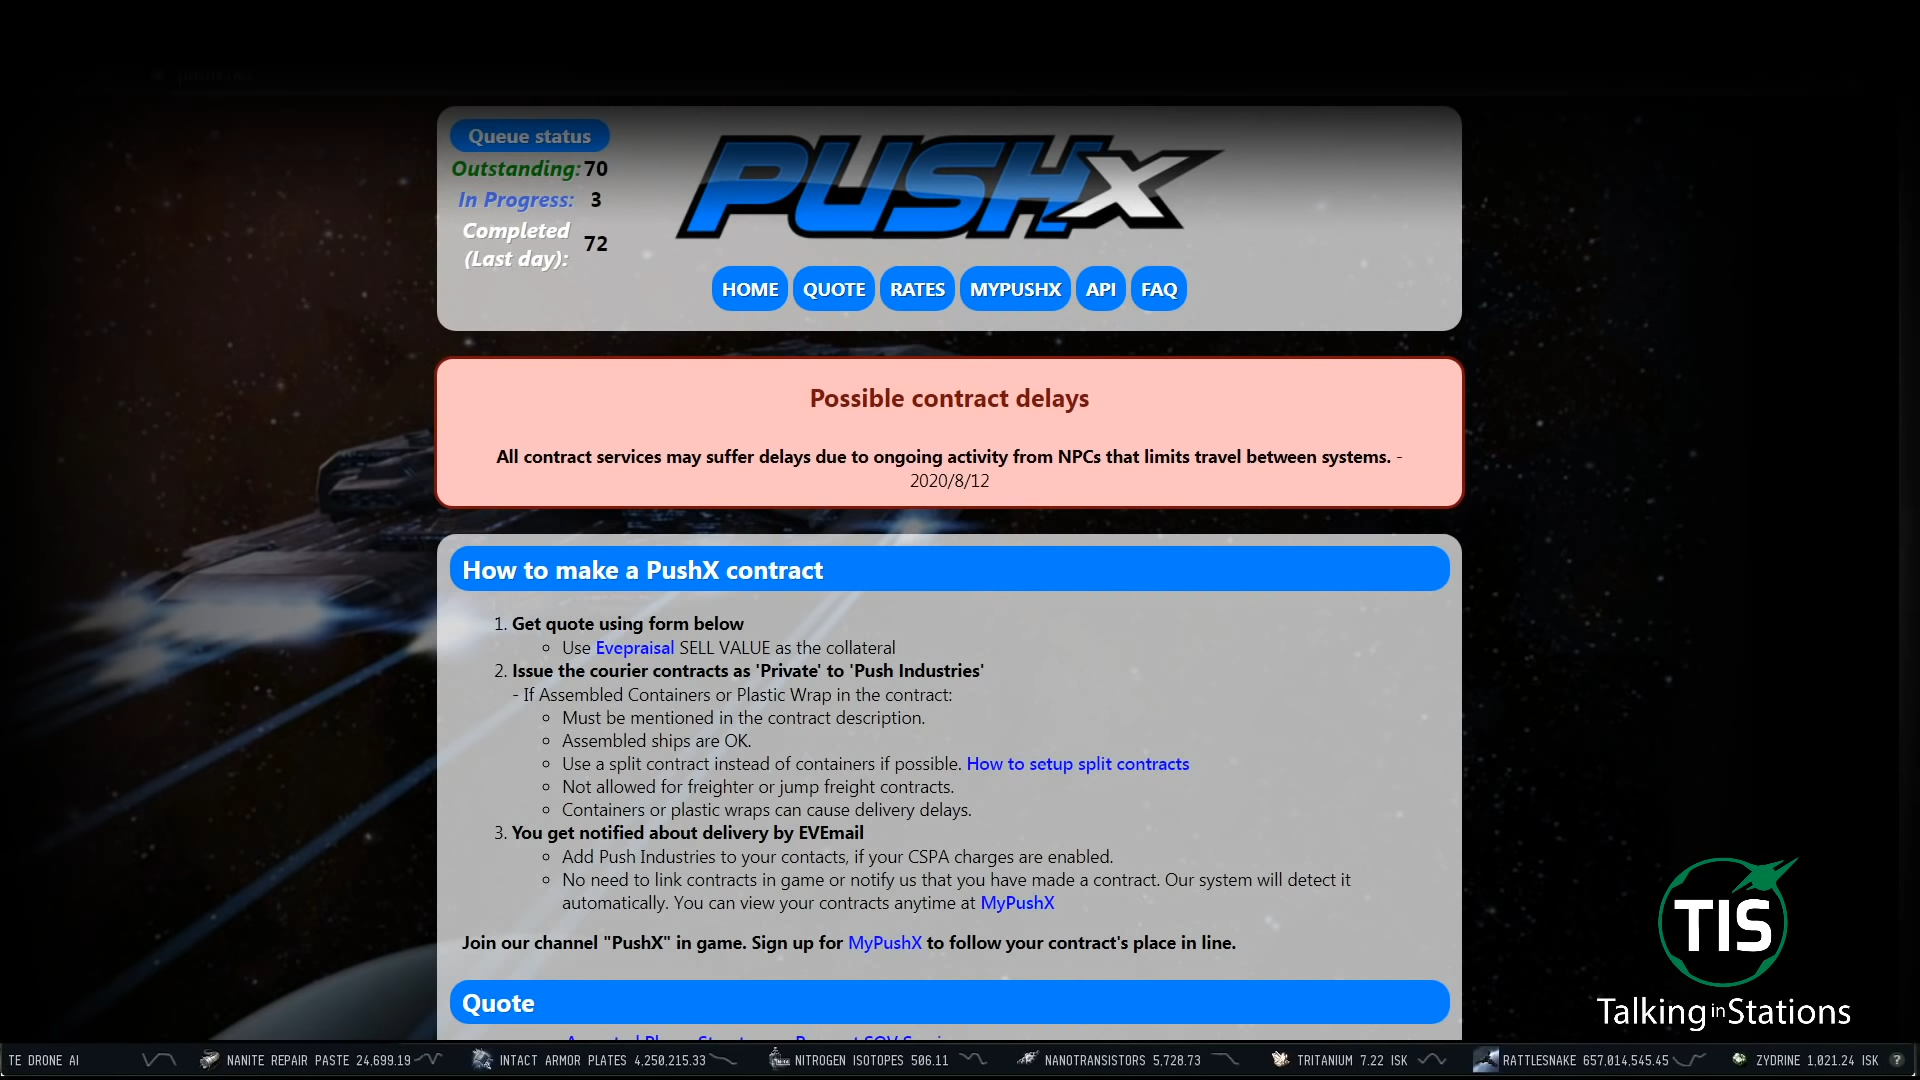 Queue status
Outstanding: 70
In Progress: 3
Completed
(Last day): 72
PUSHX
HOME QUOTE RATES MYPUSHX API FAQ
Possible contract delays
All contract services may suffer delays due to ongoing activity from NPCs that limits travel between systems. -
2020/8/12
How to make a PushX contract
1. Get quote using form below
Use Evepraisal SELL VALUE as the collateral
2. Issue the courier contracts as 'Private' to 'Push Industries'
- If Assembled Containers or Plastic Wrap in the contract:
Must be mentioned in the contract description.
Assembled ships are OK.
Use a split contract instead of containers if possible. How to setup split contracts
Not allowed for freighter or jump freight contracts.
Containers or plastic wraps can cause delivery delays.
3. You get notified about delivery by EVEmail
Add Push Industries to your contacts, if your CSPA charges are enabled.
No need to link contracts in game or notify us that you have made a contract. Our system will detect it
automatically. You can view your contracts anytime at MyPushX
Join our channel "PushX" in game. Sign up for MyPushX to follow your contract's place in line.
Quote
TIS
Talking in Stations
TE DRONE AI NANITE REPAIR PASTE 24,699.19 INTACT ARMOR PLATES 4,250,215.33 NITROGEN ISOTOPES 506.11 NANOTRANSISTORS 5,728.73 TRITANIUM 7.22 ISK RATTLESNAKE 657,014,545.45 ZYDRINE 1,021.24 ISK ?